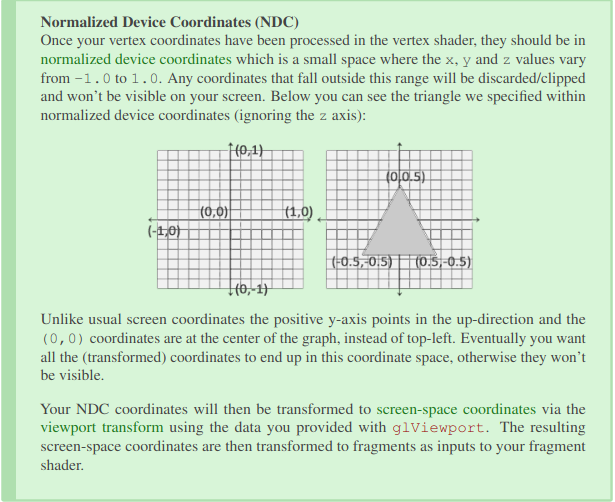 Normalized Device Coordinates (NDC)
Once your vertex coordinates have been processed in the vertex shader, they should be in
normalized device coordinates which is a small space where the x, y and z values vary
from -1.0 to 1.0. Any coordinates that fall outside this range will be discarded/clipped
and won't be visible on your screen. Below you can see the triangle we specified within
normalized device coordinates (ignoring the z axis):
(0,1)
(0,0)
(1,0)
(-1,0)
(0,-1)
(0,0.5)
(-0.5,-0.5)
(0.5,-0.5)
Unlike usual screen coordinates the positive y-axis points in the up-direction and the
(0,0) coordinates are at the center of the graph, instead of top-left. Eventually you want
all the (transformed) coordinates to end up in this coordinate space, otherwise they won't
be visible.
Your NDC coordinates will then be transformed to screen-space coordinates via the
viewport transform using the data you provided with glViewport. The resulting
screen-space coordinates are then transformed to fragments as inputs to your fragment
shader.